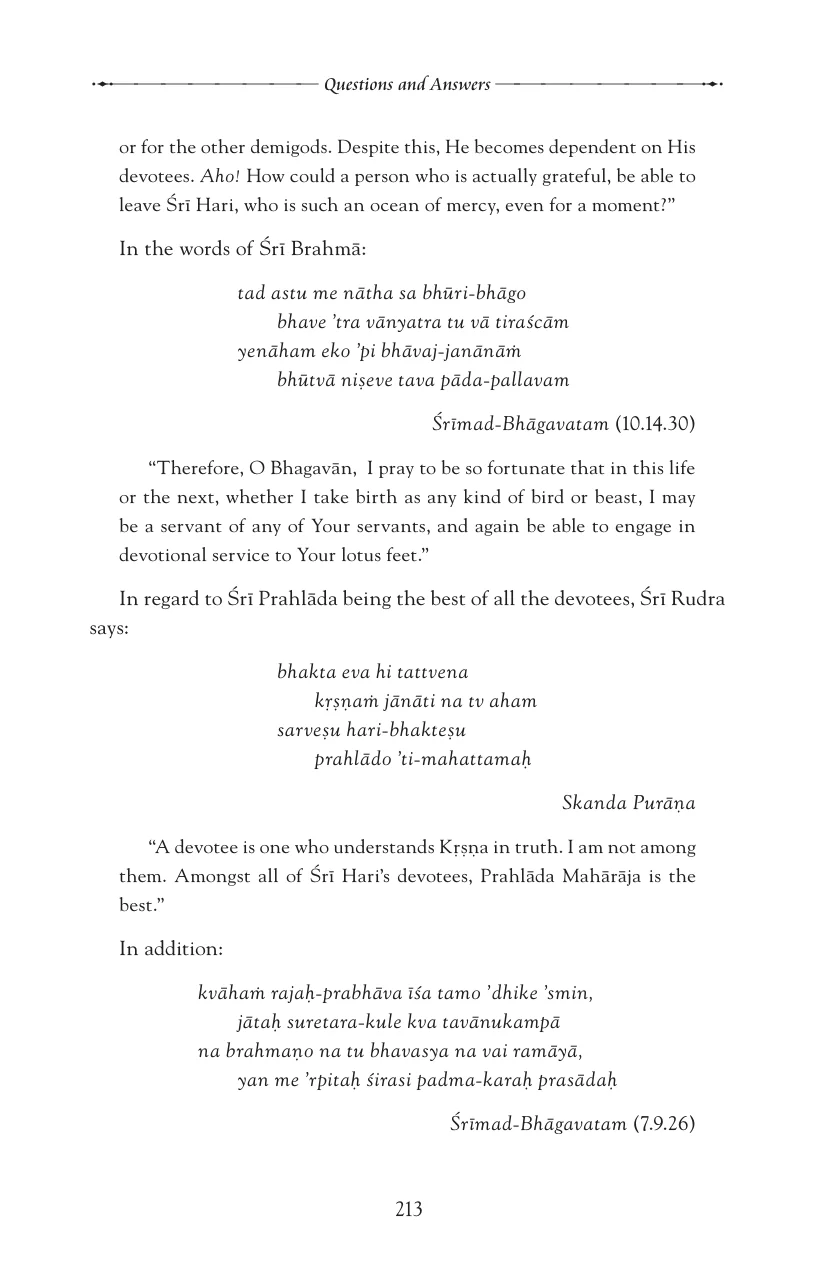 Questions and Answers
or for the other demigods. Despite this, He becomes dependent on His
devotees. Aho! How could a person who is actually grateful, be able to
leave Śrī Hari, who is such an ocean of mercy, even for a moment?”
In the words of Śrī Brahmā:
tad astu me nātha sa bhūri-bhāgo
bhave ’tra vānyatra tu vā tiraścām
yenāham eko ’pi bhāvaj-janānāṁ
bhūtvā niṣeve tava pāda-pallavam
Śrīmad-Bhāgavatam (10.14.30)
“Therefore, O Bhagavān, I pray to be so fortunate that in this life
or the next, whether I take birth as any kind of bird or beast, I may
be a servant of any of Your servants, and again be able to engage in
devotional service to Your lotus feet.”
In regard to Śrī Prahlāda being the best of all the devotees, Śrī Rudra
says:
bhakta eva hi tattvena
kṛṣṇaṁ jānāti na tv aham
sarveṣu hari-bhakteṣu
prahlādo ’ti-mahattamaḥ
Skanda Purāṇa
“A devotee is one who understands Kṛṣṇa in truth. I am not among
them. Amongst all of Śrī Hari’s devotees, Prahlāda Mahārāja is the
best.”
In addition:
kvāhaṁ rajaḥ-prabhāva īśa tamo ’dhike ’smin,
jātaḥ suretara-kule kva tavānukampā
na brahmaṇo na tu bhavasya na vai ramāyā,
yan me ’rpitaḥ śirasi padma-karaḥ prasādaḥ
Śrīmad-Bhāgavatam (7.9.26)
213